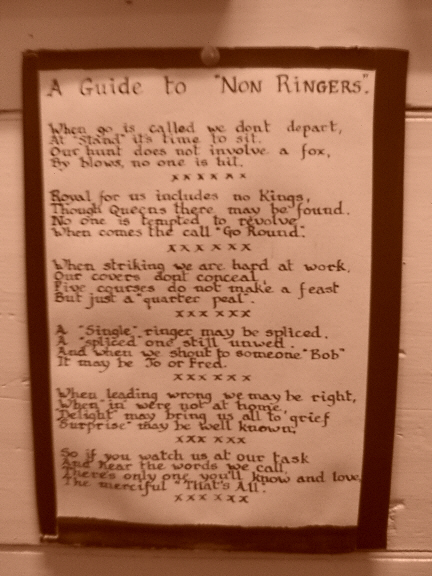 A Guide to "NON RINGERS".
When go is called we dont depart,
At "Stand" it's time to sit.
Our hunt does not involve a fox,
By blows, no one is hit.
x x x x x x
Royal for us includes no Kings,
Though Queens there may be found.
No one is tempted to revolve
When comes the call "Go Round".
x x x x x x
When striking we are hard at work,
Our covers dont conceal,
Five courses do not make a feast
But just a "quarter peal".
x x x x x x
A "Single" ringer may be spliced,
A "spliced" one still unwed.
And when we shout to someone "Bob"
It may be Jo or Fred.
x x x x x x
When leading wrong we may be right,
When "in" we're not at home,
"Delight" may bring us all to grief
"Surprise" may be well known,
x x x x x x
So if you watch us at our task
And hear the words we call,
There's only one you'll know and love,
The merciful "That's All".
x x x x x x